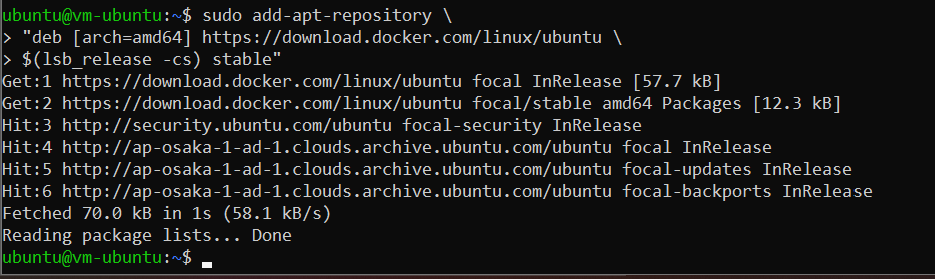 ubuntu@vm-ubuntu:~$ sudo add-apt-repository \
> "deb [arch=amd64] https://download.docker.com/linux/ubuntu \
> $(lsb_release -cs) stable"
Get:1 https://download.docker.com/linux/ubuntu focal InRelease [57.7 kB]
Get:2 https://download.docker.com/linux/ubuntu focal/stable amd64 Packages [12.3 kB]
Hit:3 http://security.ubuntu.com/ubuntu focal-security InRelease
Hit:4 http://ap-osaka-1-ad-1.clouds.archive.ubuntu.com/ubuntu focal InRelease
Hit:5 http://ap-osaka-1-ad-1.clouds.archive.ubuntu.com/ubuntu focal-updates InRelease
Hit:6 http://ap-osaka-1-ad-1.clouds.archive.ubuntu.com/ubuntu focal-backports InRelease
Fetched 70.0 kB in 1s (58.1 kB/s)
Reading package lists... Done
ubuntu@vm-ubuntu:~$